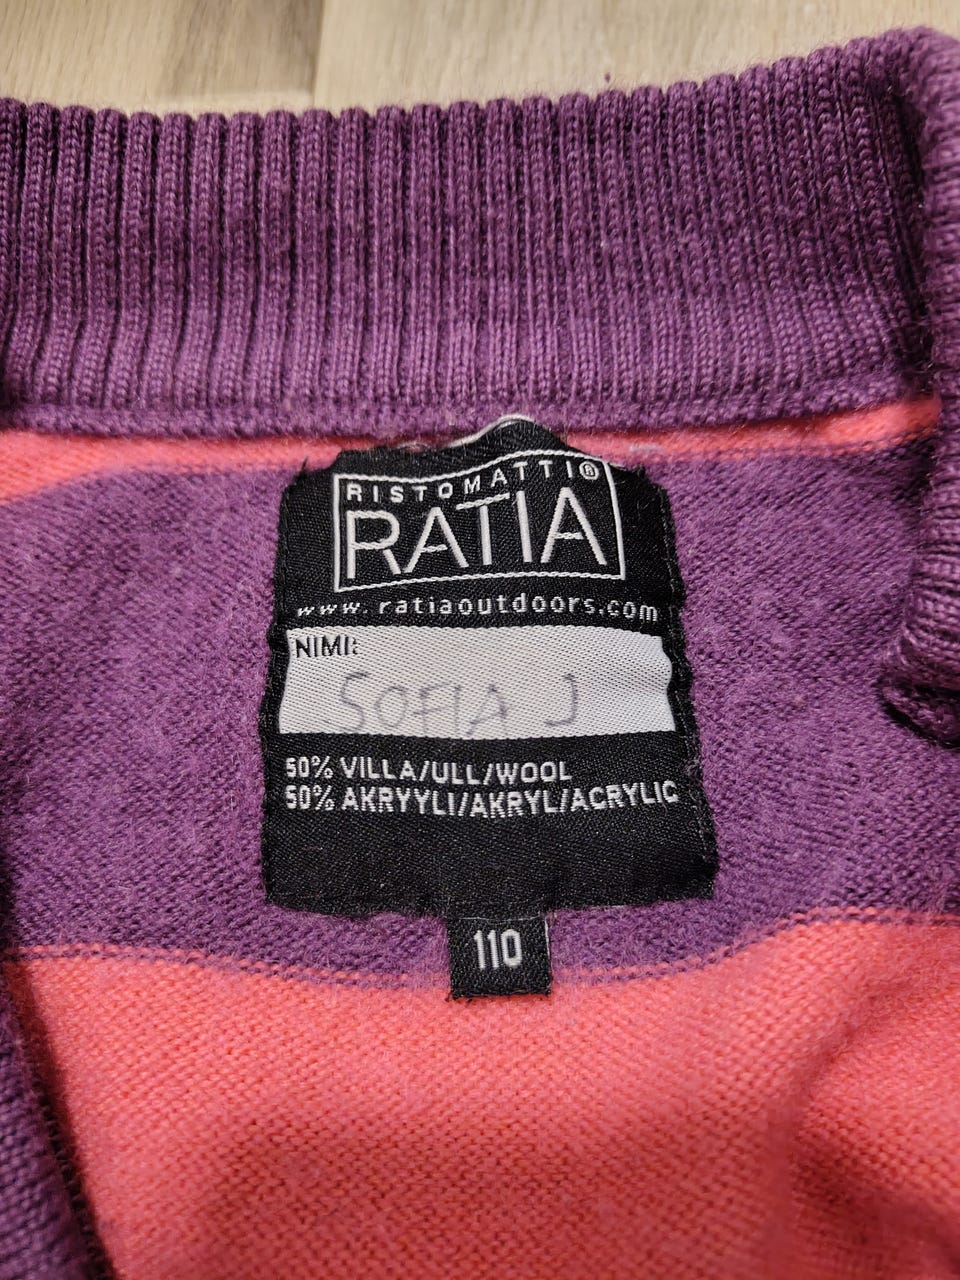 RISTOMATTI®
RATIA
www.ratiaoutdoors.com
NIMI:
SOFIA J
50% VILLA/ULL/WOOL
50% AKRYYLI/AKRYL/ACRYLIC
110